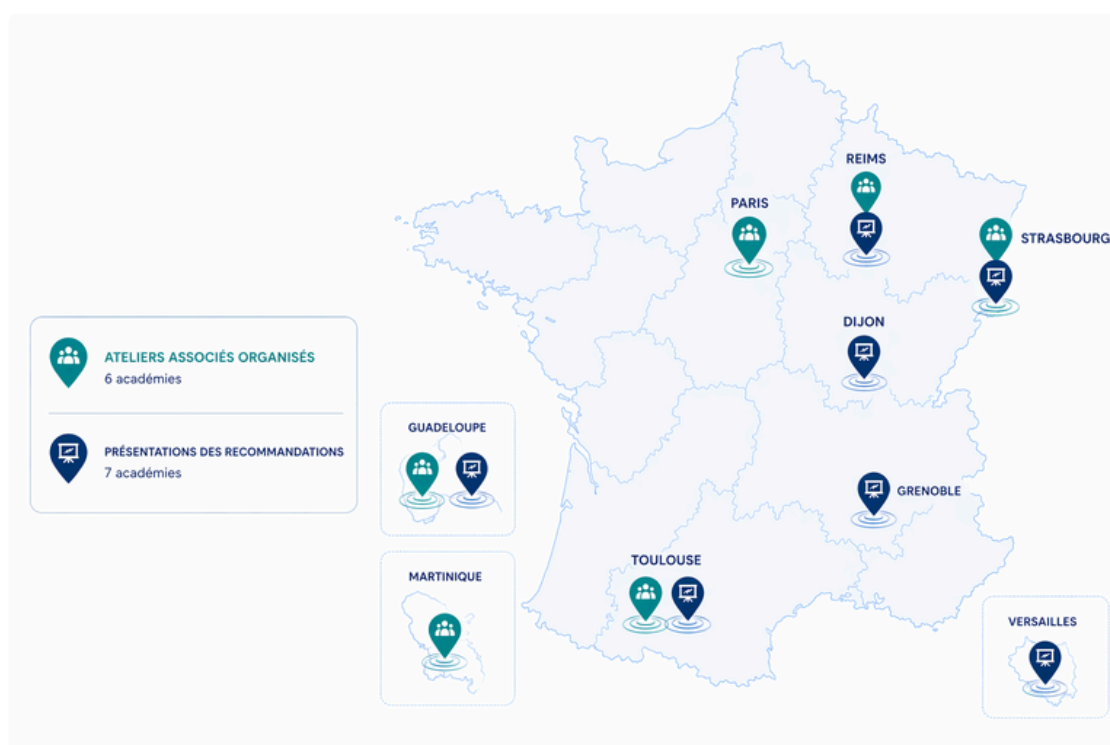 REIMS
PARIS
STRASBOURG
DIJON
ATELIERS ASSOCIÉS ORGANISÉS
6 académies
PRÉSENTATIONS DES RECOMMANDATIONS
7 académies
GUADELOUPE
GRENOBLE
MARTINIQUE
TOULOUSE
VERSAILLES